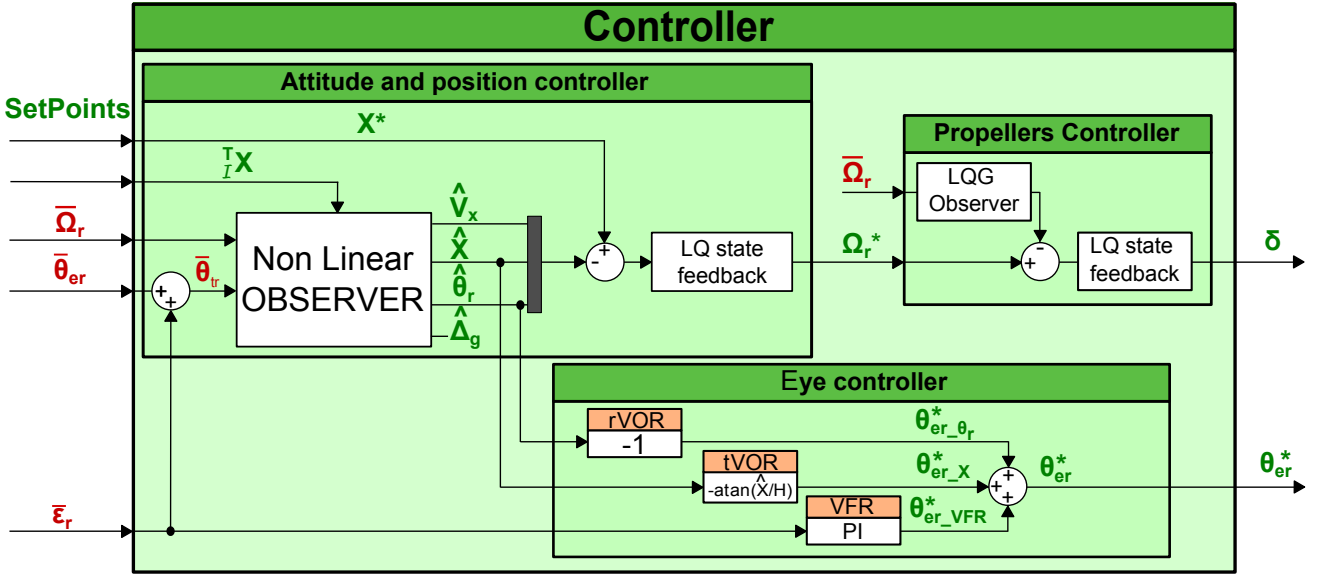 Controller
Attitude and position controller
SetPoints
X*
T_I X
Ω̅r
θ̅er
θ̅tr
Non Linear
OBSERVER
V̂x
X̂
θ̂r
Δ̂g
+
+
-
+
LQ state
feedback
Ωr*
Propellers Controller
Ω̅r
LQG
Observer
-
+
LQ state
feedback
δ
Eye controller
rVOR
-1
θ*er_θr
tVOR
-atan(X̂/H)
θ*er_X
VFR
PI
θ*er_VFR
+
+
+
θ*er
θ*er
ε̅r